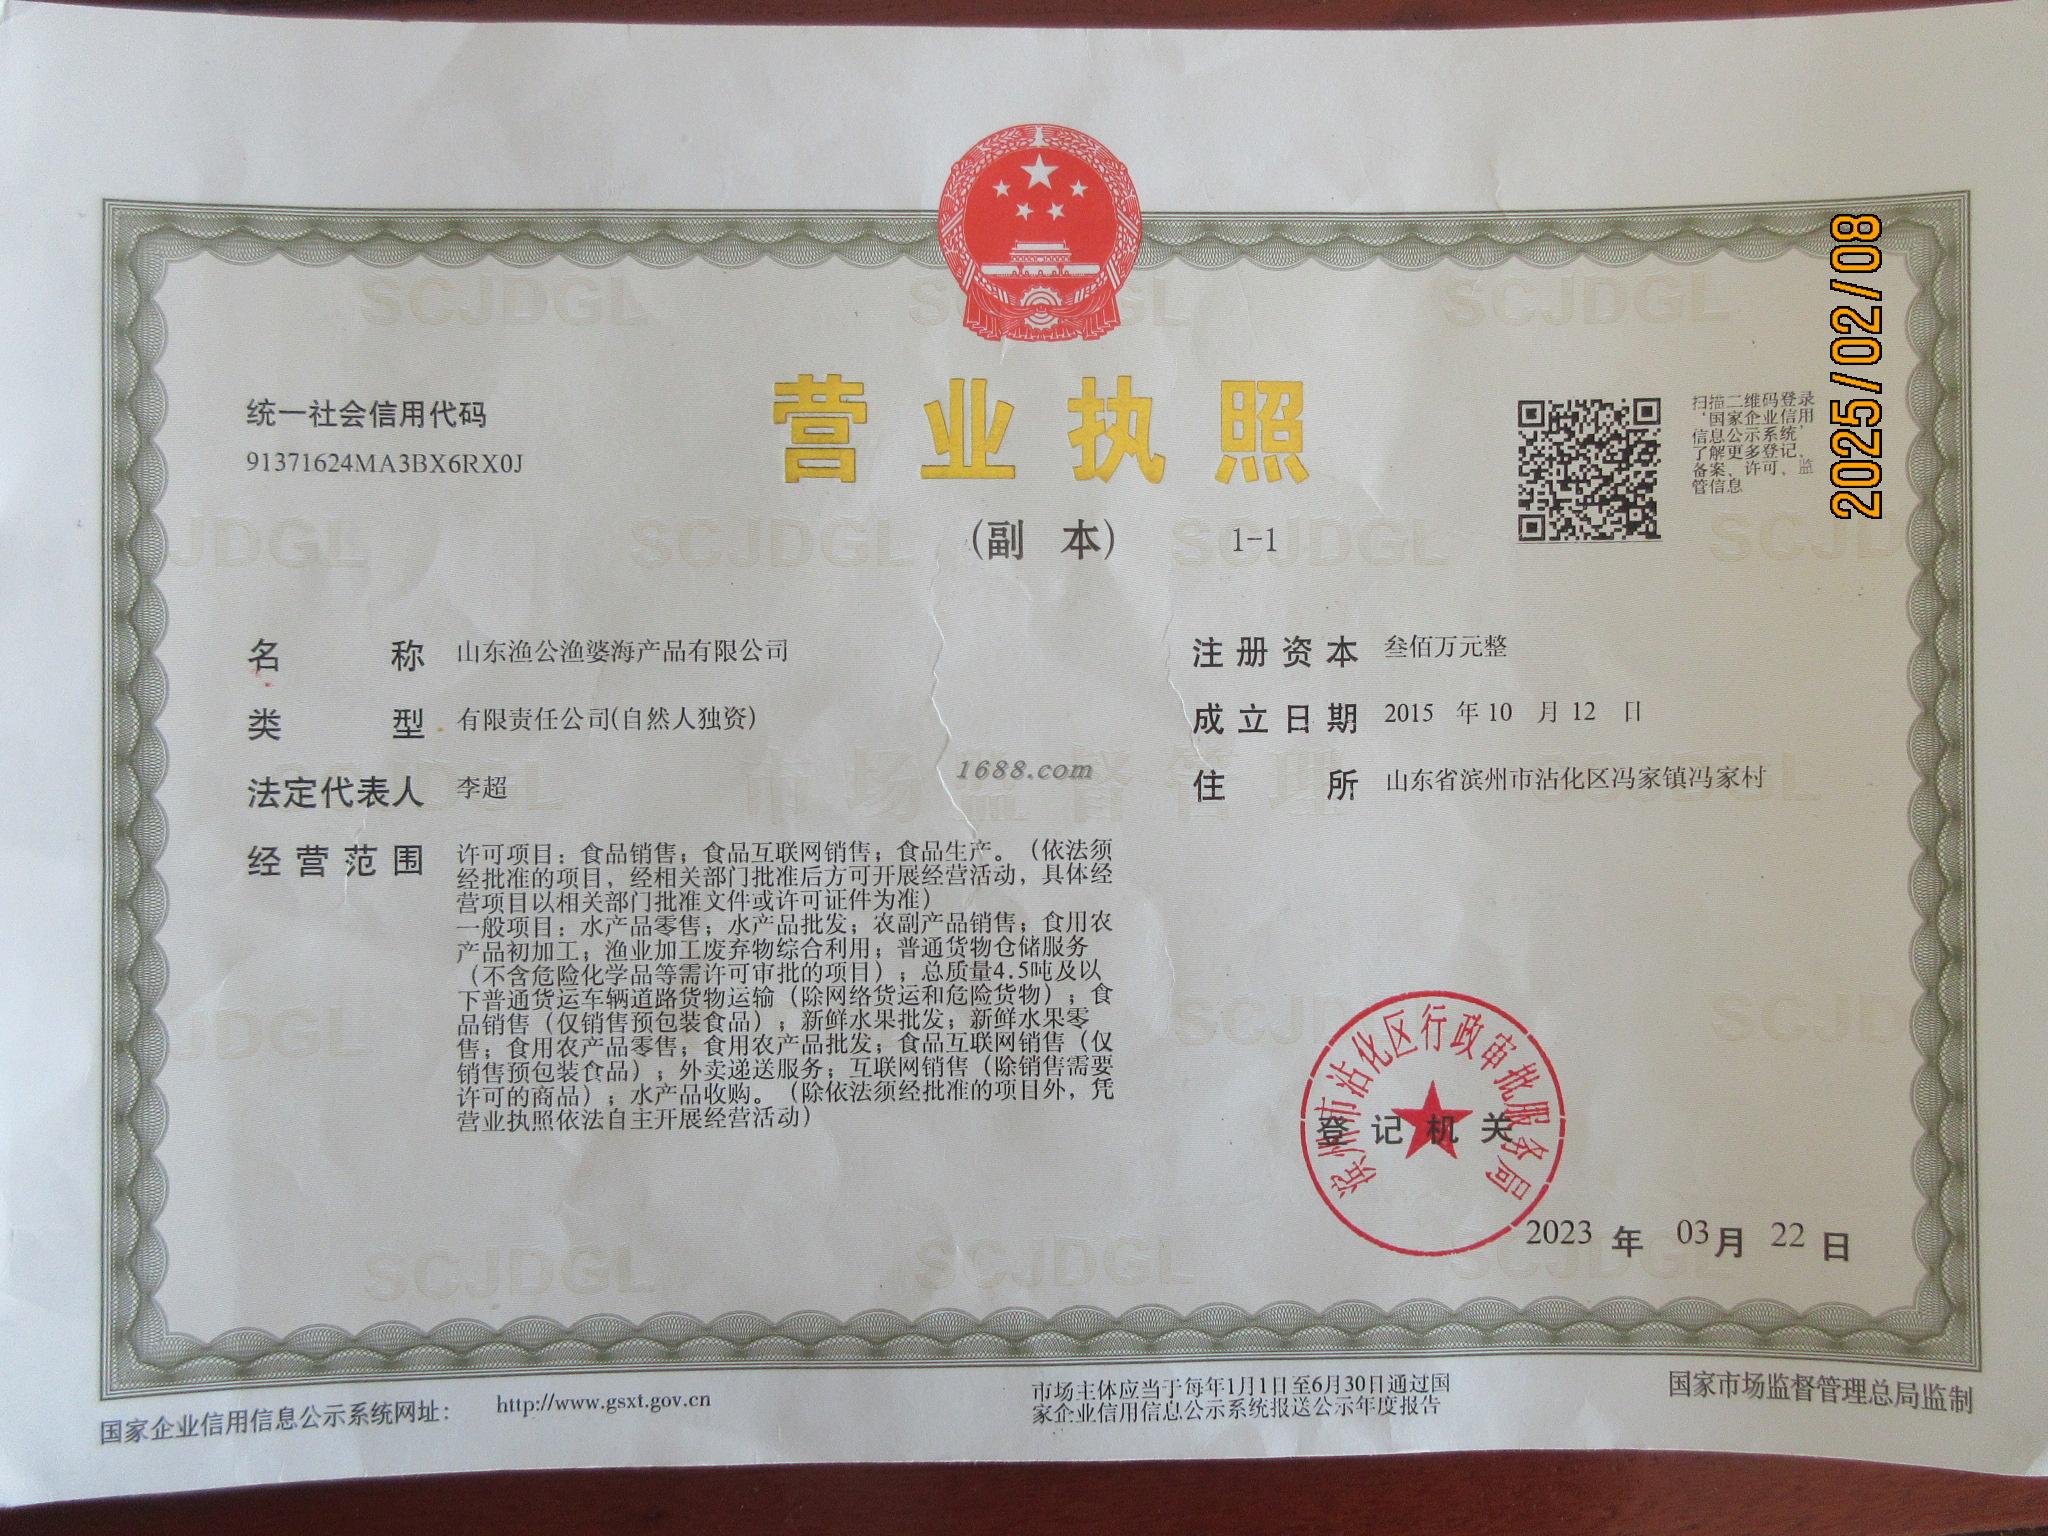 2025/02/08
统一社会信用代码
91371624MA3BX6RX0J
营业执照
(副 本) 1-1
扫描二维码登录
'国家企业信用
信息公示系统'
了解更多登记、
备案、许可、监
管信息
名 称 山东渔公渔婆海产品有限公司
类 型 有限责任公司(自然人独资)
法定代表人 李超
经营范围 许可项目：食品销售；食品互联网销售；食品生产。（依法须
经批准的项目，经相关部门批准后方可开展经营活动，具体经
营项目以相关部门批准文件或许可证件为准）
一般项目：水产品零售；水产品批发；农副产品销售；食用农
产品初加工；渔业加工废弃物综合利用；普通货物仓储服务
（不含危险化学品等需许可审批的项目）；总质量4.5吨及以
下普通货运车辆道路货物运输（除网络货运和危险货物）；食
品销售（仅销售预包装食品）；新鲜水果批发；新鲜水果零
售；食用农产品零售；食用农产品批发；食品互联网销售（仅
销售预包装食品）；外卖递送服务；互联网销售（除销售需要
许可的商品）；水产品收购。（除依法须经批准的项目外，凭
营业执照依法自主开展经营活动）
注册资本 叁佰万元整
成立日期 2015 年 10 月 12 日
住 所 山东省滨州市沾化区冯家镇冯家村
1688.com
SCJDGL SCJDGL SCJDGL
市场监督管理
滨州市沾化区行政审批服务局
登记机关
2023 年 03 月 22 日
国家企业信用信息公示系统网址： http://www.gsxt.gov.cn
市场主体应当于每年1月1日至6月30日通过国
家企业信用信息公示系统报送公示年度报告
国家市场监督管理总局监制